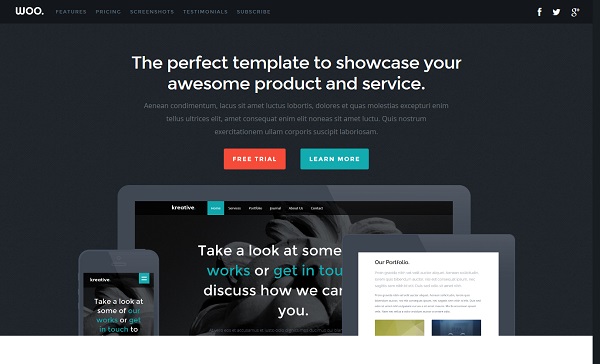 WOO. FEATURES PRICING SCREENSHOTS TESTIMONIALS SUBSCRIBE
The perfect template to showcase your
awesome product and service.
Aenean condimentum, lacus sit amet luctus lobortis, dolores et quas molestias excepturi enim
tellus ultrices elit, amet consequat enim elit noneas sit amet luctu. Quis nostrum
exercitationem ullam corporis suscipit laboriosam.
FREE TRIAL LEARN MORE
kreative. Home Services Portfolio Journal About Us Contact
Take a look at some
works or get in tou
discuss how we can
you.
kreative.
Take a look at
some of our
works or get
in touch to
Our Portfolio.